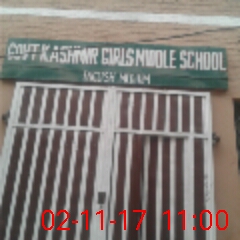 GOVT KASHMIR GIRLS MIDDLE SCHOOL
02-11-17 11:00